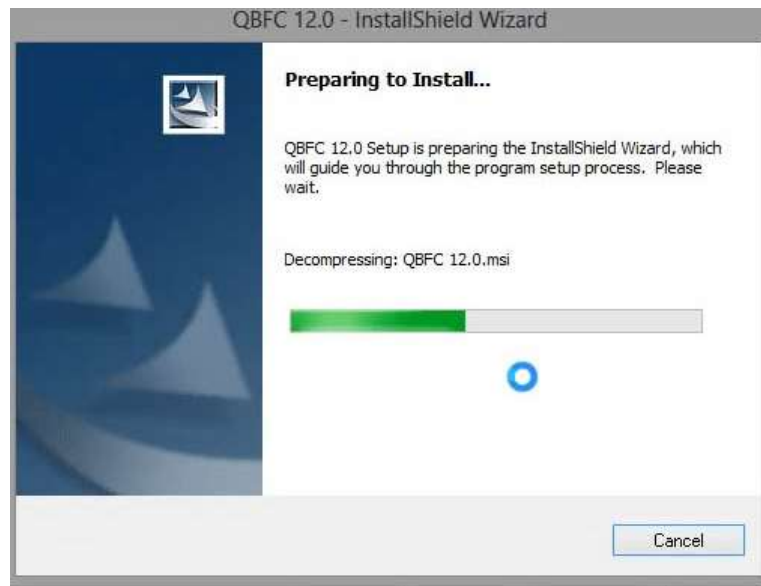 QBFC 12.0 - InstallShield Wizard
Preparing to Install...
QBFC 12.0 Setup is preparing the InstallShield Wizard, which
will guide you through the program setup process. Please
wait.
Decompressing: QBFC 12.0.msi
Cancel